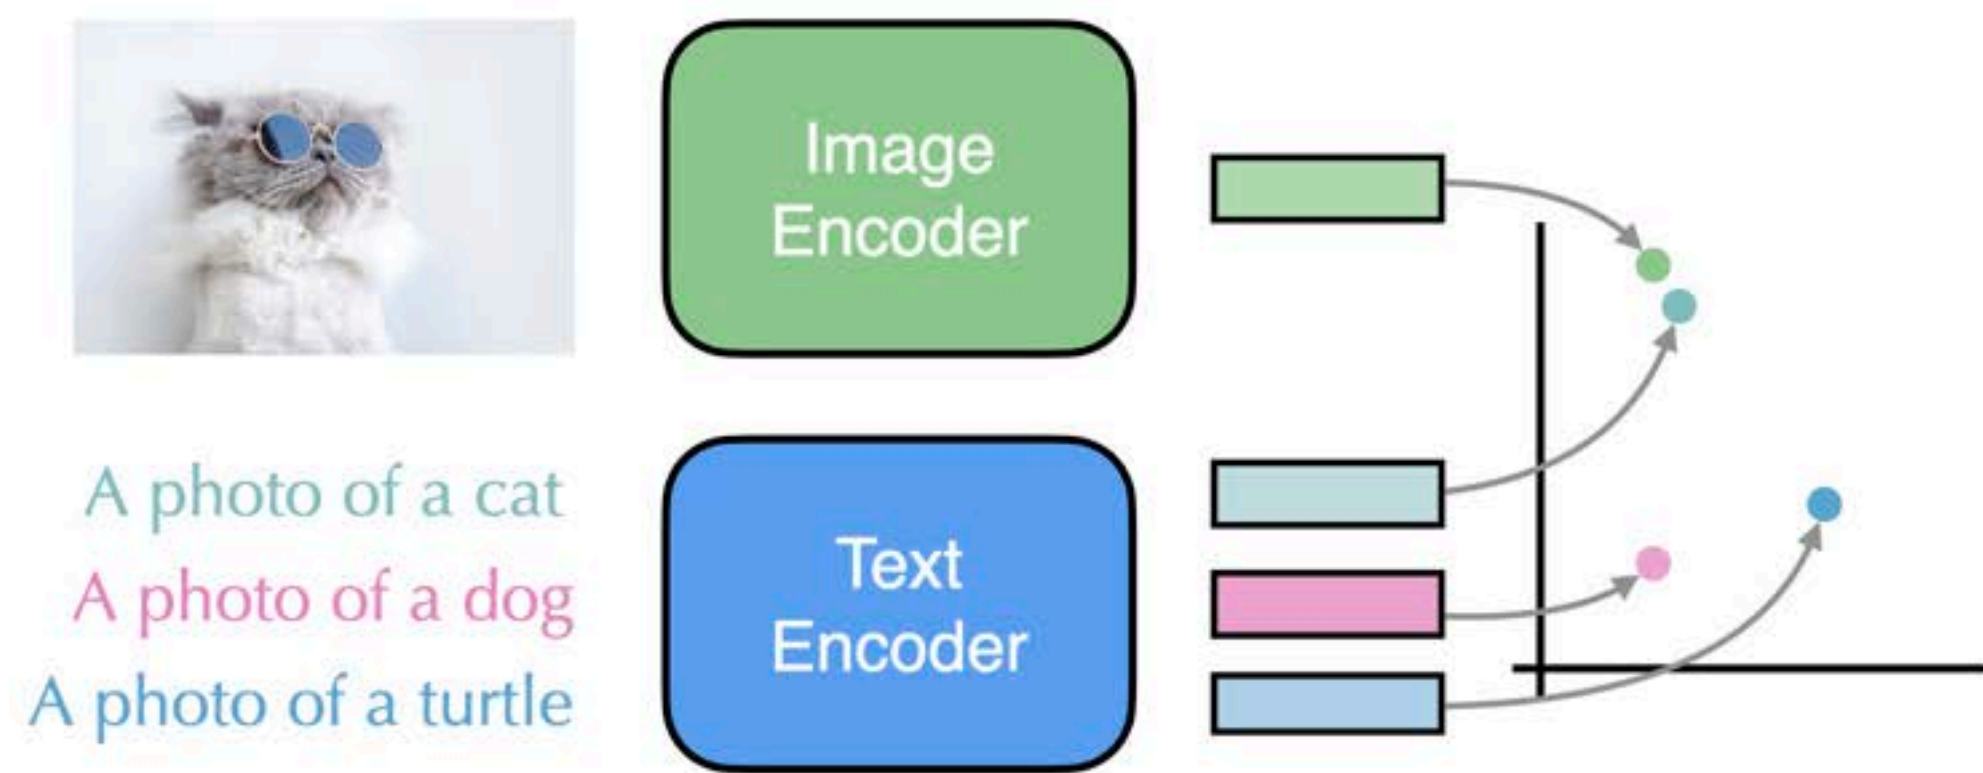 Image
Encoder
A photo of a cat
A photo of a dog
A photo of a turtle
Text
Encoder